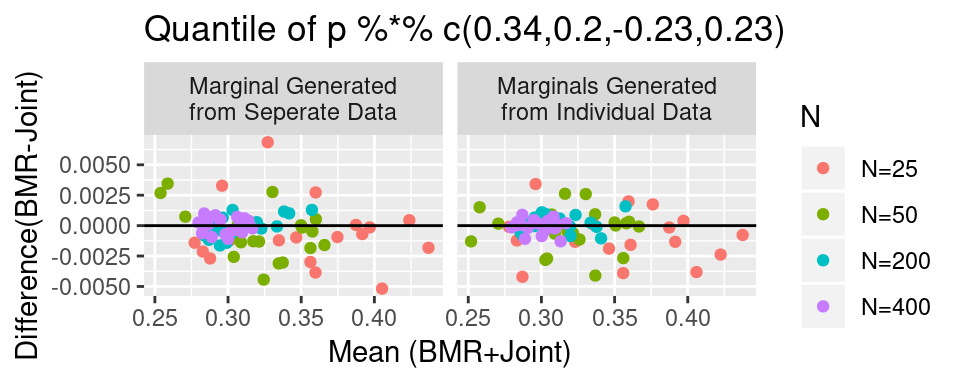 Quantile of p %*% c(0.34,0.2,-0.23,0.23)
Marginal Generated
from Seperate Data
Marginals Generated
from Individual Data
Difference(BMR-Joint)
0.0050
0.0025
0.0000
-0.0025
-0.0050
0.25
0.30
0.35
0.40
0.25
0.30
0.35
0.40
Mean (BMR+Joint)
N
N=25
N=50
N=200
N=400